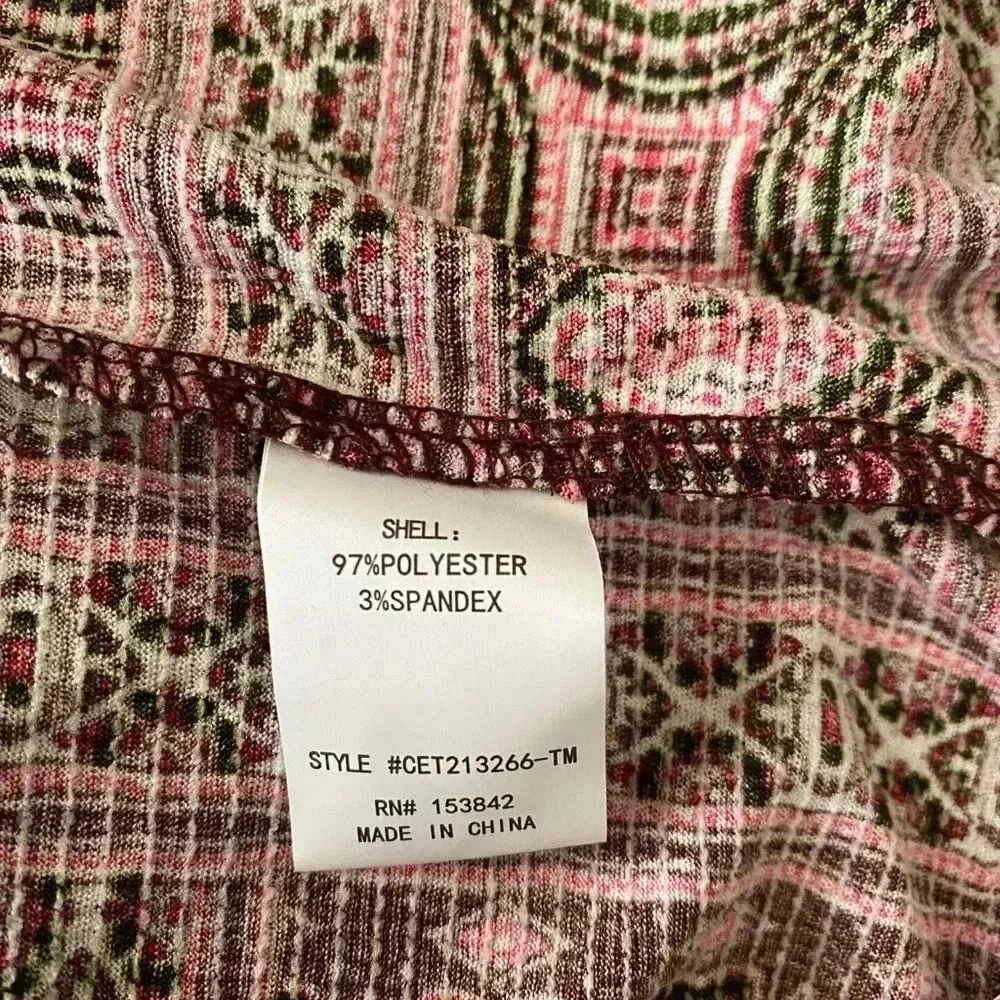 SHELL:
97%POLYESTER
3%SPANDEX
STYLE #CET213266-TM
RN# 153842
MADE IN CHINA